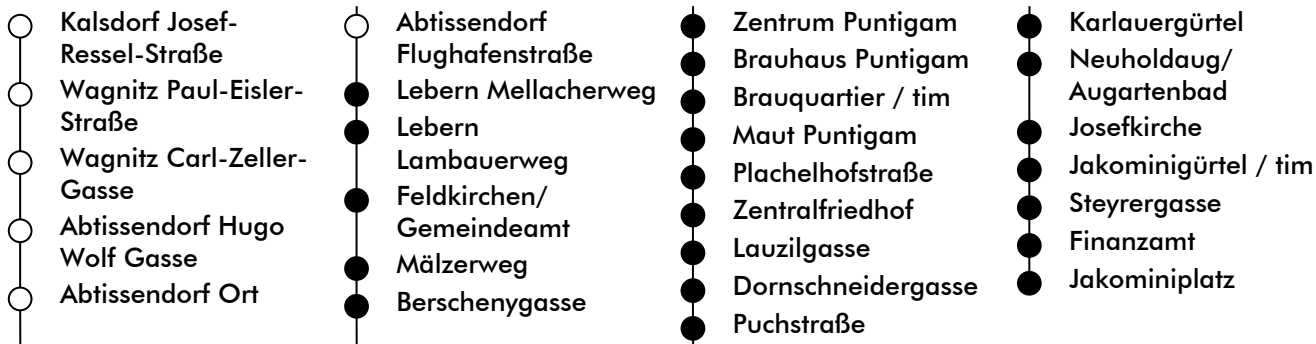 Kalsdorf Josef-
Ressel-Straße
Wagnitz Paul-Eisler-
Straße
Wagnitz Carl-Zeller-
Gasse
Abtissendorf Hugo
Wolf Gasse
Abtissendorf Ort
Abtissendorf
Flughafenstraße
Lebern Mellacherweg
Lebern
Lambauerweg
Feldkirchen/
Gemeindeamt
Mälzerweg
Berschenygasse
Zentrum Puntigam
Brauhaus Puntigam
Brauquartier / tim
Maut Puntigam
Plachelhofstraße
Zentralfriedhof
Lauzilgasse
Dornschneidergasse
Puchstraße
Karlauergürtel
Neuholdaug/
Augartenbad
Josefkirche
Jakominigürtel / tim
Steyrergasse
Finanzamt
Jakominiplatz